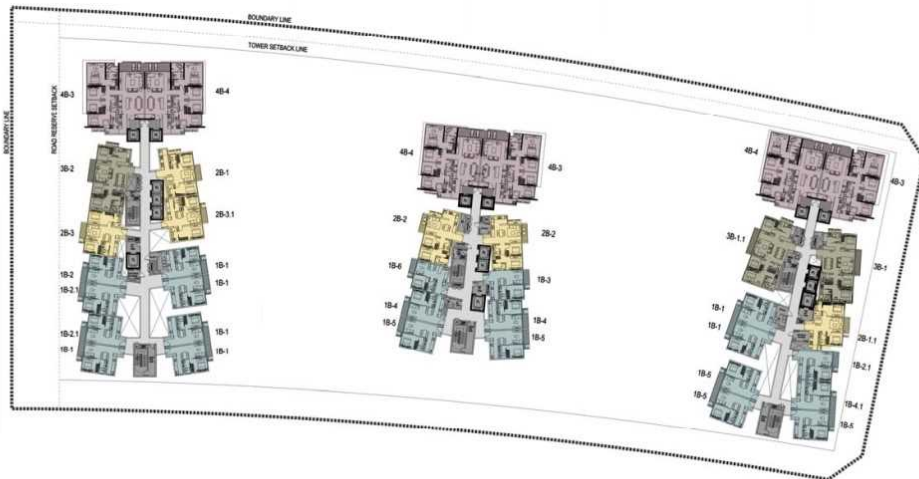 BOUNDARY LINE
TOWER SETBACK LINE
BOUNDARY LINE
ROAD RESERVE SETBACK
4B-3
4B-4
3B-2
2B-1
2B-3.1
2B-3
1B-2
1B-1
1B-2.1
1B-1
1B-2.1
1B-1
1B-1
1B-1
4B-4
4B-3
2B-2
2B-2
1B-6
1B-3
1B-4
1B-4
1B-5
1B-5
4B-4
4B-3
3B-1.1
3B-1
1B-1
1B-1
2B-1.1
1B-2.1
1B-5
1B-5
1B-4.1
1B-5